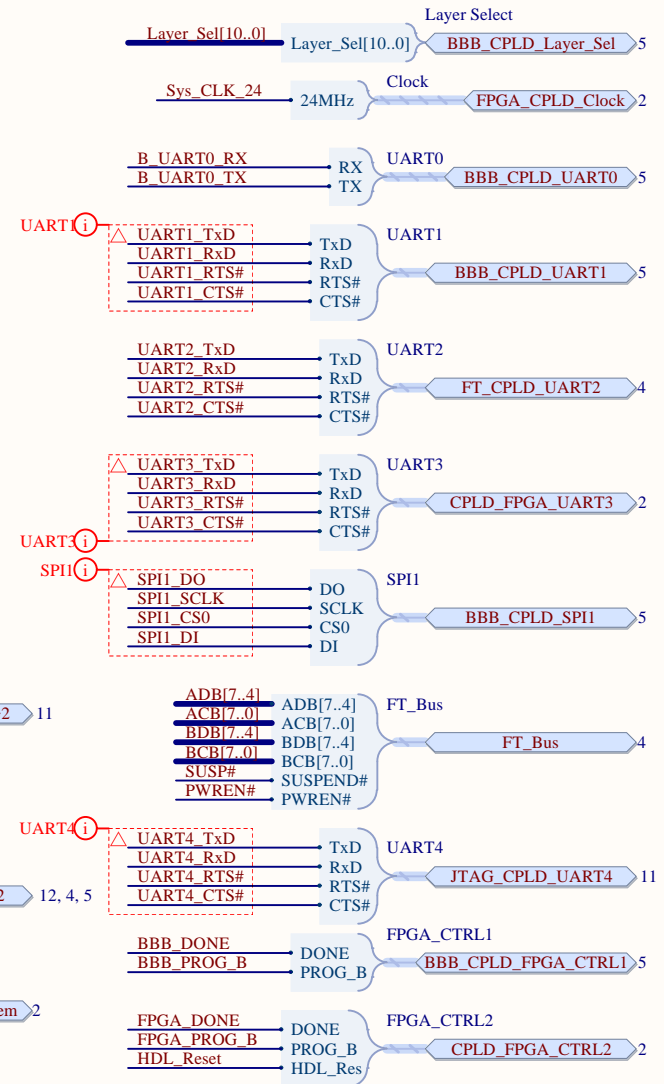 Layer Select
Layer_Sel[10..0] Layer_Sel[10..0] BBB_CPLD_Layer_Sel 5
Clock
Sys_CLK_24 24MHz FPGA_CPLD_Clock 2
UART0
B_UART0_RX RX
B_UART0_TX TX BBB_CPLD_UART0 5
UART1 i
UART1
UART1_TxD TxD
UART1_RxD RxD
UART1_RTS# RTS# BBB_CPLD_UART1 5
UART1_CTS# CTS#
UART2
UART2_TxD TxD
UART2_RxD RxD
UART2_RTS# RTS# FT_CPLD_UART2 4
UART2_CTS# CTS#
UART3
UART3_TxD TxD
UART3_RxD RxD
UART3_RTS# RTS# CPLD_FPGA_UART3 2
UART3_CTS# CTS#
UART3 i
SPI1 i
SPI1
SPI1_DO DO
SPI1_SCLK SCLK
SPI1_CS0 CS0 BBB_CPLD_SPI1 5
SPI1_DI DI
FT_Bus
ADB[7..4] ADB[7..4]
2 11
ACB[7..0] ACB[7..0]
BDB[7..4] BDB[7..4] FT_Bus 4
BCB[7..0] BCB[7..0]
SUSP# SUSPEND#
PWREN# PWREN#
UART4 i
UART4
UART4_TxD TxD
UART4_RxD RxD
UART4_RTS# RTS# JTAG_CPLD_UART4 11
2 12, 4, 5
UART4_CTS# CTS#
FPGA_CTRL1
BBB_DONE DONE
BBB_PROG_B PROG_B BBB_CPLD_FPGA_CTRL1 5
em 2
FPGA_CTRL2
FPGA_DONE DONE
FPGA_PROG_B PROG_B CPLD_FPGA_CTRL2 2
HDL_Reset HDL_Res